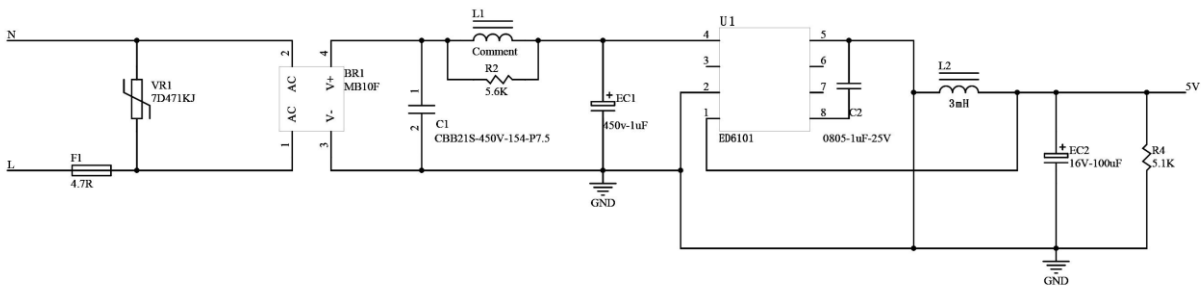 N
VR1
7D471KJ
L
F1
4.7R
2
AC
AC
1
4
V+
V-
3
BR1
MB10F
1
2
C1
CBB21S-450V-154-P7.5
L1
Comment
R2
5.6K
+
EC1
450v-1uF
GND
U1
4
3
2
1
5
6
7
8
ED6101
C2
0805-1uF-25V
L2
3mH
5V
+
EC2
16V-100uF
R4
5.1K
GND